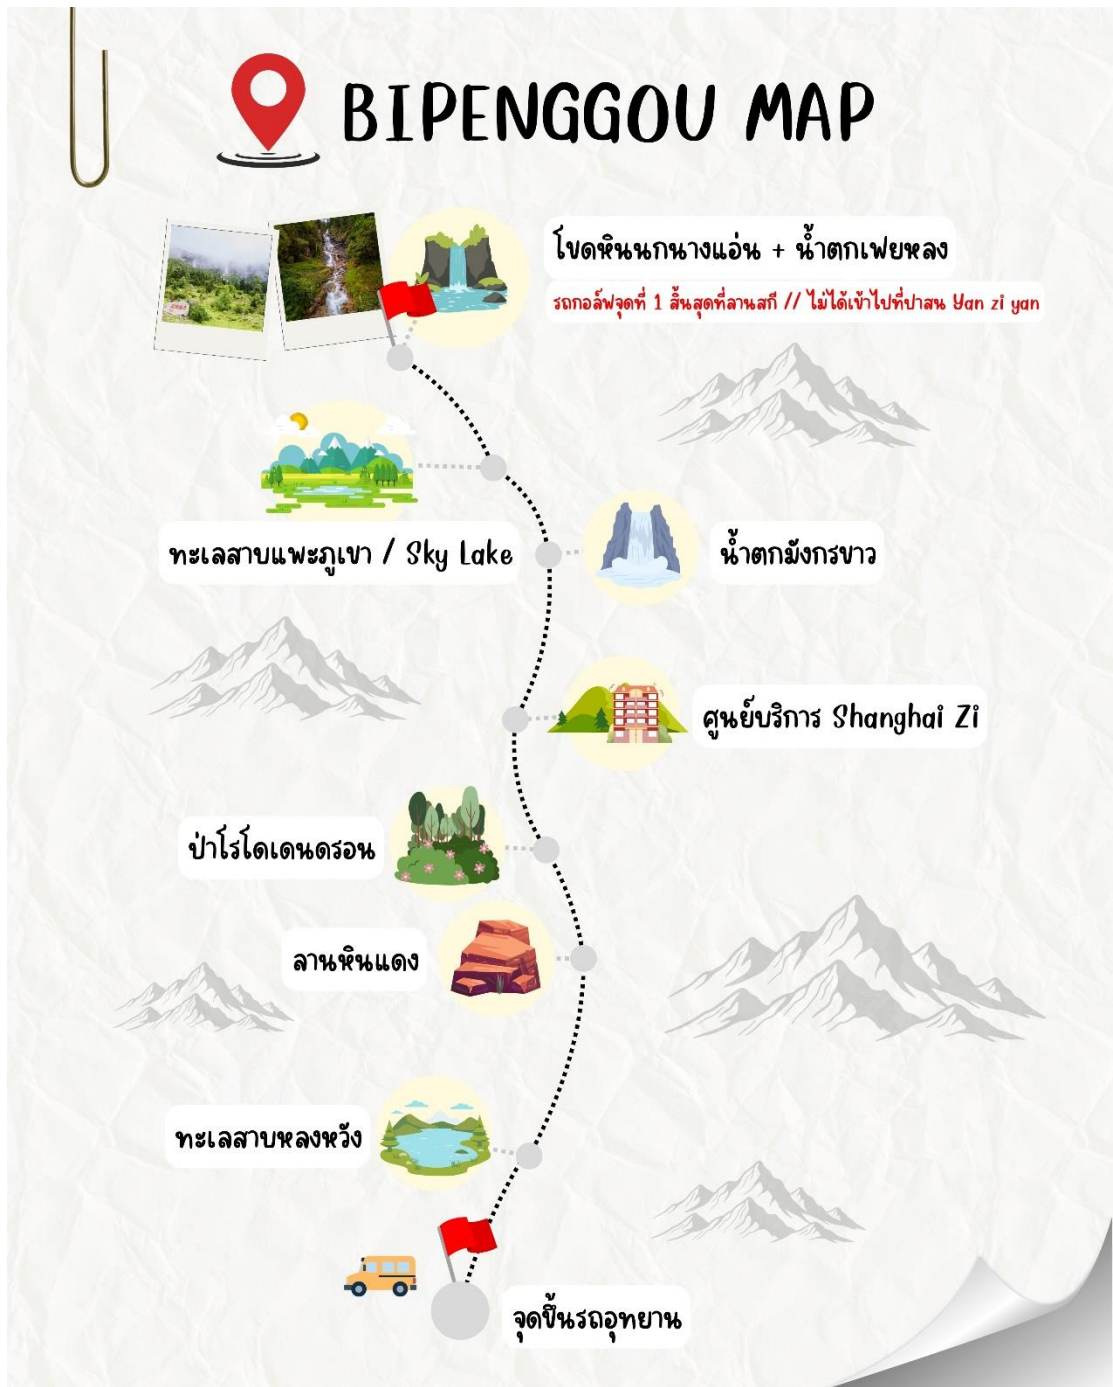 BIPENGGOU MAP
โขดหินนกนางแอ่น + น้ำตกเฟยหลง
รถกอล์ฟจุดที่ 1 สิ้นสุดที่ลานสกี // ไม่ได้เข้าไปที่ปาสน Yan zi yan
ทะเลสาบแพะภูเขา / Sky Lake
น้ำตกมังกรขาว
ศูนย์บริการ Shanghai Zi
ป่าโรโดเดนดรอน
ลานหินแดง
ทะเลสาบหลงหวัง
จุดขึ้นรถอุทยาน